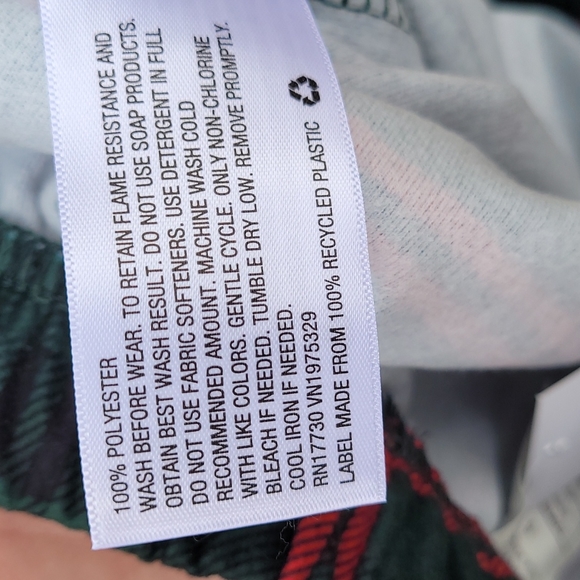 100% POLYESTER
WASH BEFORE WEAR. TO RETAIN FLAME RESISTANCE AND
OBTAIN BEST WASH RESULT. DO NOT USE SOAP PRODUCTS.
DO NOT USE FABRIC SOFTENERS. USE DETERGENT IN FULL
RECOMMENDED AMOUNT. MACHINE WASH COLD
WITH LIKE COLORS. GENTLE CYCLE. ONLY NON-CHLORINE
BLEACH IF NEEDED. TUMBLE DRY LOW. REMOVE PROMPTLY.
COOL IRON IF NEEDED.
RN17730 VN1975329
LABEL MADE FROM 100% RECYCLED PLASTIC